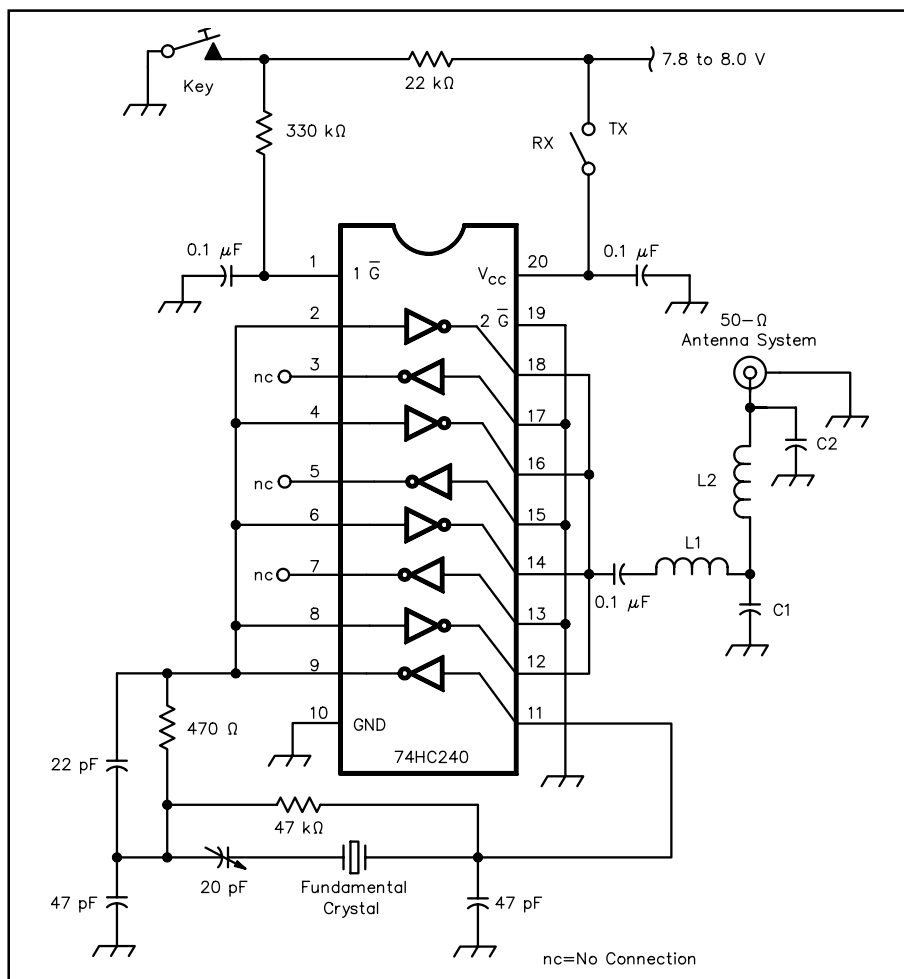 7.8 to 8.0 V
Key
22 kΩ
330 kΩ
RX
TX
0.1 μF
1
1 G̅
V_CC
20
0.1 μF
2
2 G̅
19
50-Ω
Antenna System
nc
3
18
4
17
C2
nc
5
16
L2
6
15
L1
nc
7
14
0.1 μF
C1
8
13
9
12
10
GND
11
470 Ω
74HC240
22 pF
47 kΩ
47 pF
20 pF
Fundamental
Crystal
47 pF
nc=No Connection